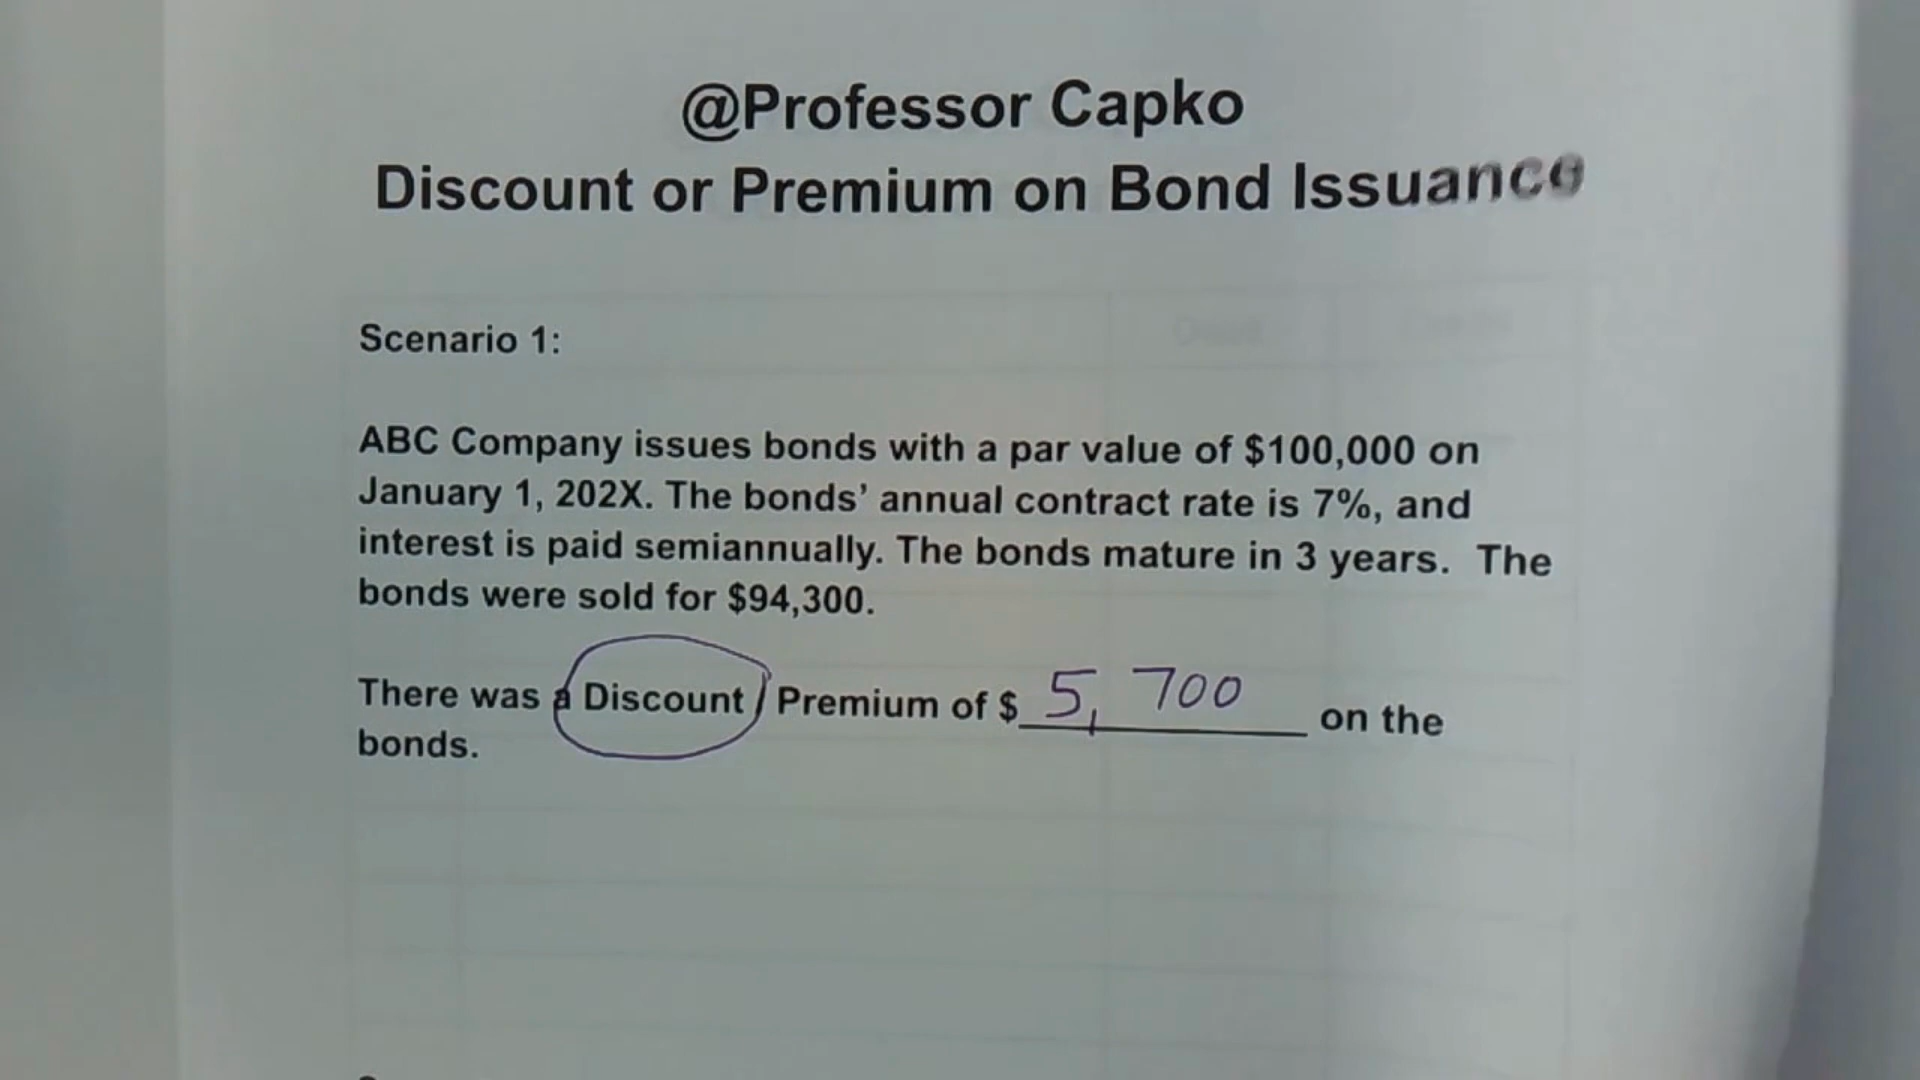 @Professor Capko
Discount or Premium on Bond Issuance
Scenario 1:
ABC Company issues bonds with a par value of $100,000 on
January 1, 202X. The bonds' annual contract rate is 7%, and
interest is paid semiannually. The bonds mature in 3 years. The
bonds were sold for $94,300.
There was a Discount / Premium of $ 5,700 on the
bonds.